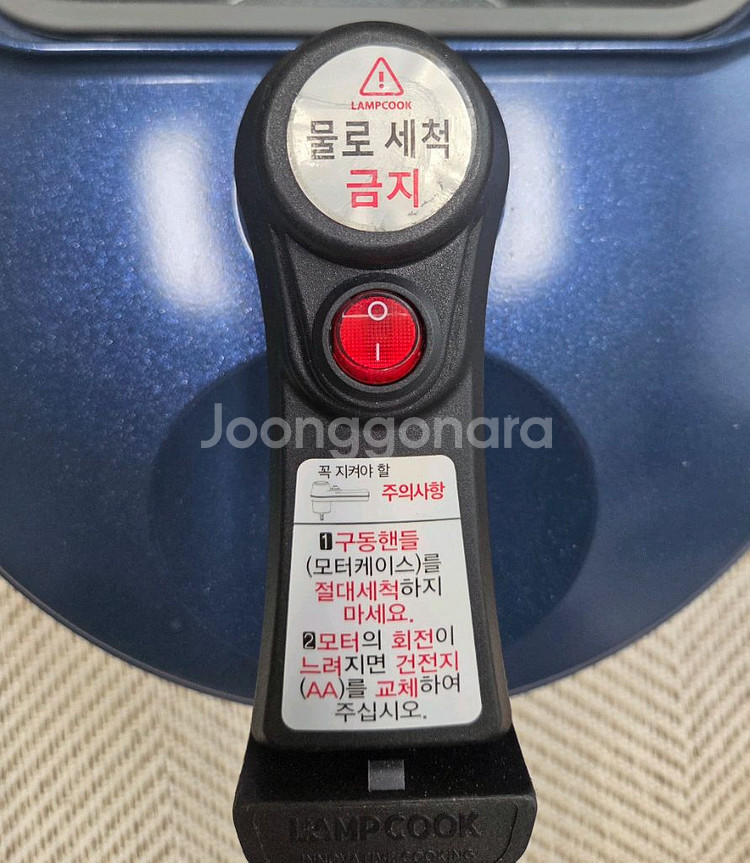 LAMPCOOK
물로 세척
금지
Joonggonara
꼭 지켜야 할
주의사항
1구동핸들
(모터케이스)를
절대세척하지
마세요.
2모터의 회전이
느려지면 건전지
(AA)를 교체하여
주십시오.
LAMPCOOK
INNOVATIVE COOKING